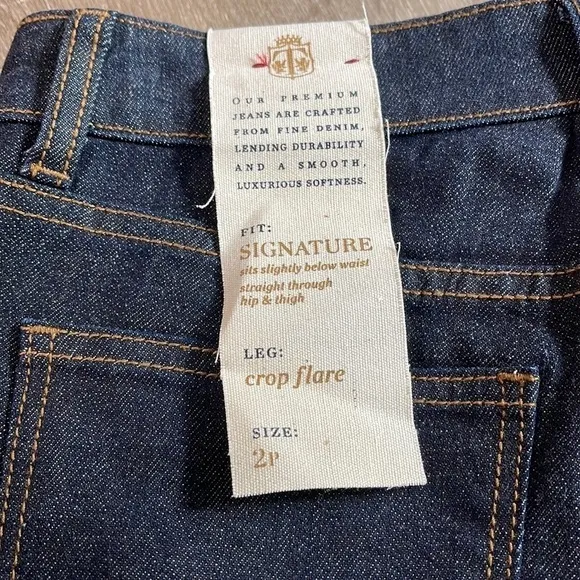 OUR PREMIUM
JEANS ARE CRAFTED
FROM FINE DENIM,
LENDING DURABILITY
AND A SMOOTH,
LUXURIOUS SOFTNESS.
FIT:
SIGNATURE
sits slightly below waist
straight through
hip & thigh
LEG:
crop flare
SIZE:
2P